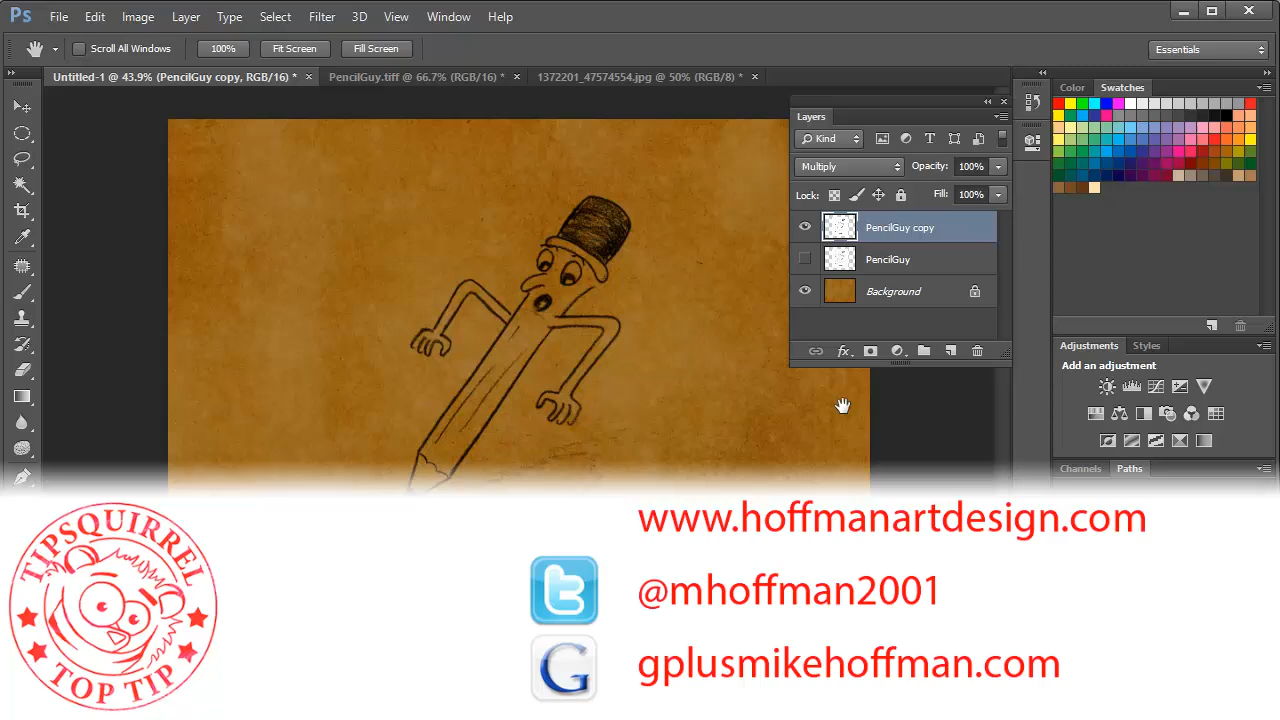 Ps File Edit Image Layer Type Select Filter 3D View Window Help
Scroll All Windows 100% Fit Screen Fill Screen Essentials
Untitled-1 @ 43.9% (PencilGuy copy, RGB/16) * × PencilGuy.tiff @ 66.7% (RGB/16) * × 1372201_47574554.jpg @ 50% (RGB/8) * ×
Layers
Kind
Multiply Opacity: 100%
Lock: Fill: 100%
PencilGuy copy
PencilGuy
Background
fx
Color Swatches
Adjustments Styles
Add an adjustment
Channels Paths
TIPSQUIRREL
TOP TIP
www.hoffmanartdesign.com
@mhoffman2001
G gplusmikehoffman.com